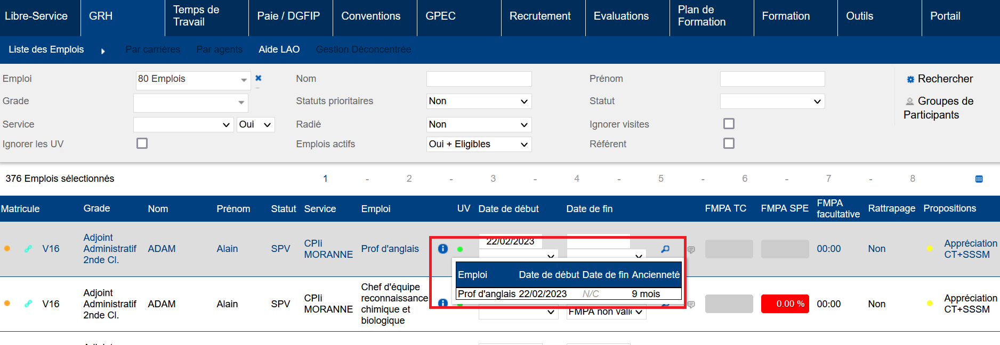 Libre-Service GRH Temps de Travail Paie / DGFIP Conventions GPEC Recrutement Evaluations Plan de Formation Formation Outils Portail
Liste des Emplois Par carrières Par agents Aide LAO Gestion Déconcentrée
Emploi 80 Emplois Nom Prénom Rechercher
Grade Statuts prioritaires Non Statut Groupes de Participants
Service Oui Radié Non Ignorer visites
Ignorer les UV Emplois actifs Oui + Eligibles Référent
376 Emplois sélectionnés 1 - 2 - 3 - 4 - 5 - 6 - 7 - 8
Matricule Grade Nom Prénom Statut Service Emploi UV Date de début Date de fin FMPA TC FMPA SPE FMPA facultative Rattrapage Propositions
V16 Adjoint Administratif 2nde Cl. ADAM Alain SPV CPIi MORANNE Prof d'anglais 22/02/2023 00:00 Non Appréciation CT+SSSM
Emploi Date de début Date de fin Ancienneté
Prof d'anglais 22/02/2023 N/C 9 mois
V16 Adjoint Administratif 2nde Cl. ADAM Alain SPV CPIi MORANNE Chef d'équipe reconnaissance chimique et biologique FMPA non vali 0.00 % 00:00 Non Appréciation CT+SSSM